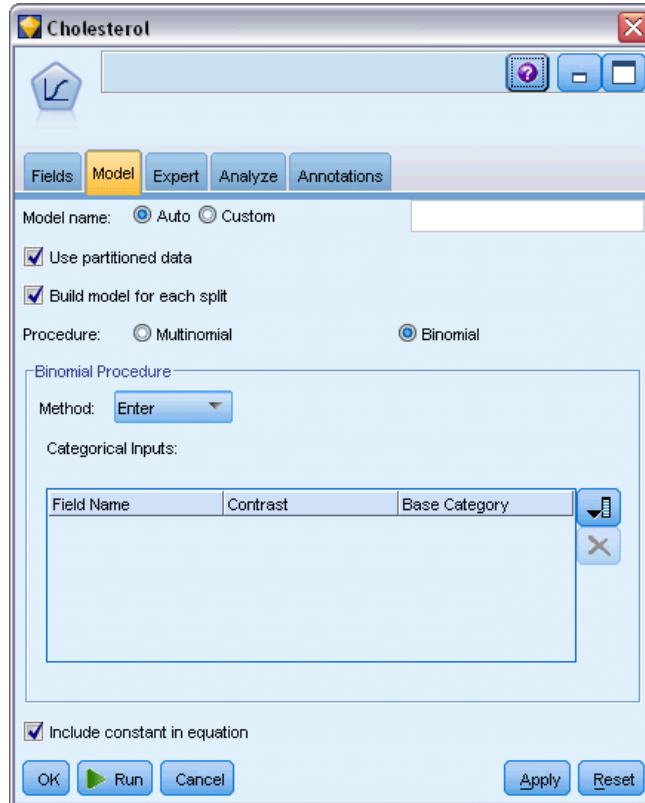 Cholesterol
?
Fields Model Expert Analyze Annotations
Model name: Auto Custom
Use partitioned data
Build model for each split
Procedure: Multinomial Binomial
Binomial Procedure
Method: Enter
Categorical Inputs:
Field Name Contrast Base Category
Include constant in equation
OK Run Cancel Apply Reset